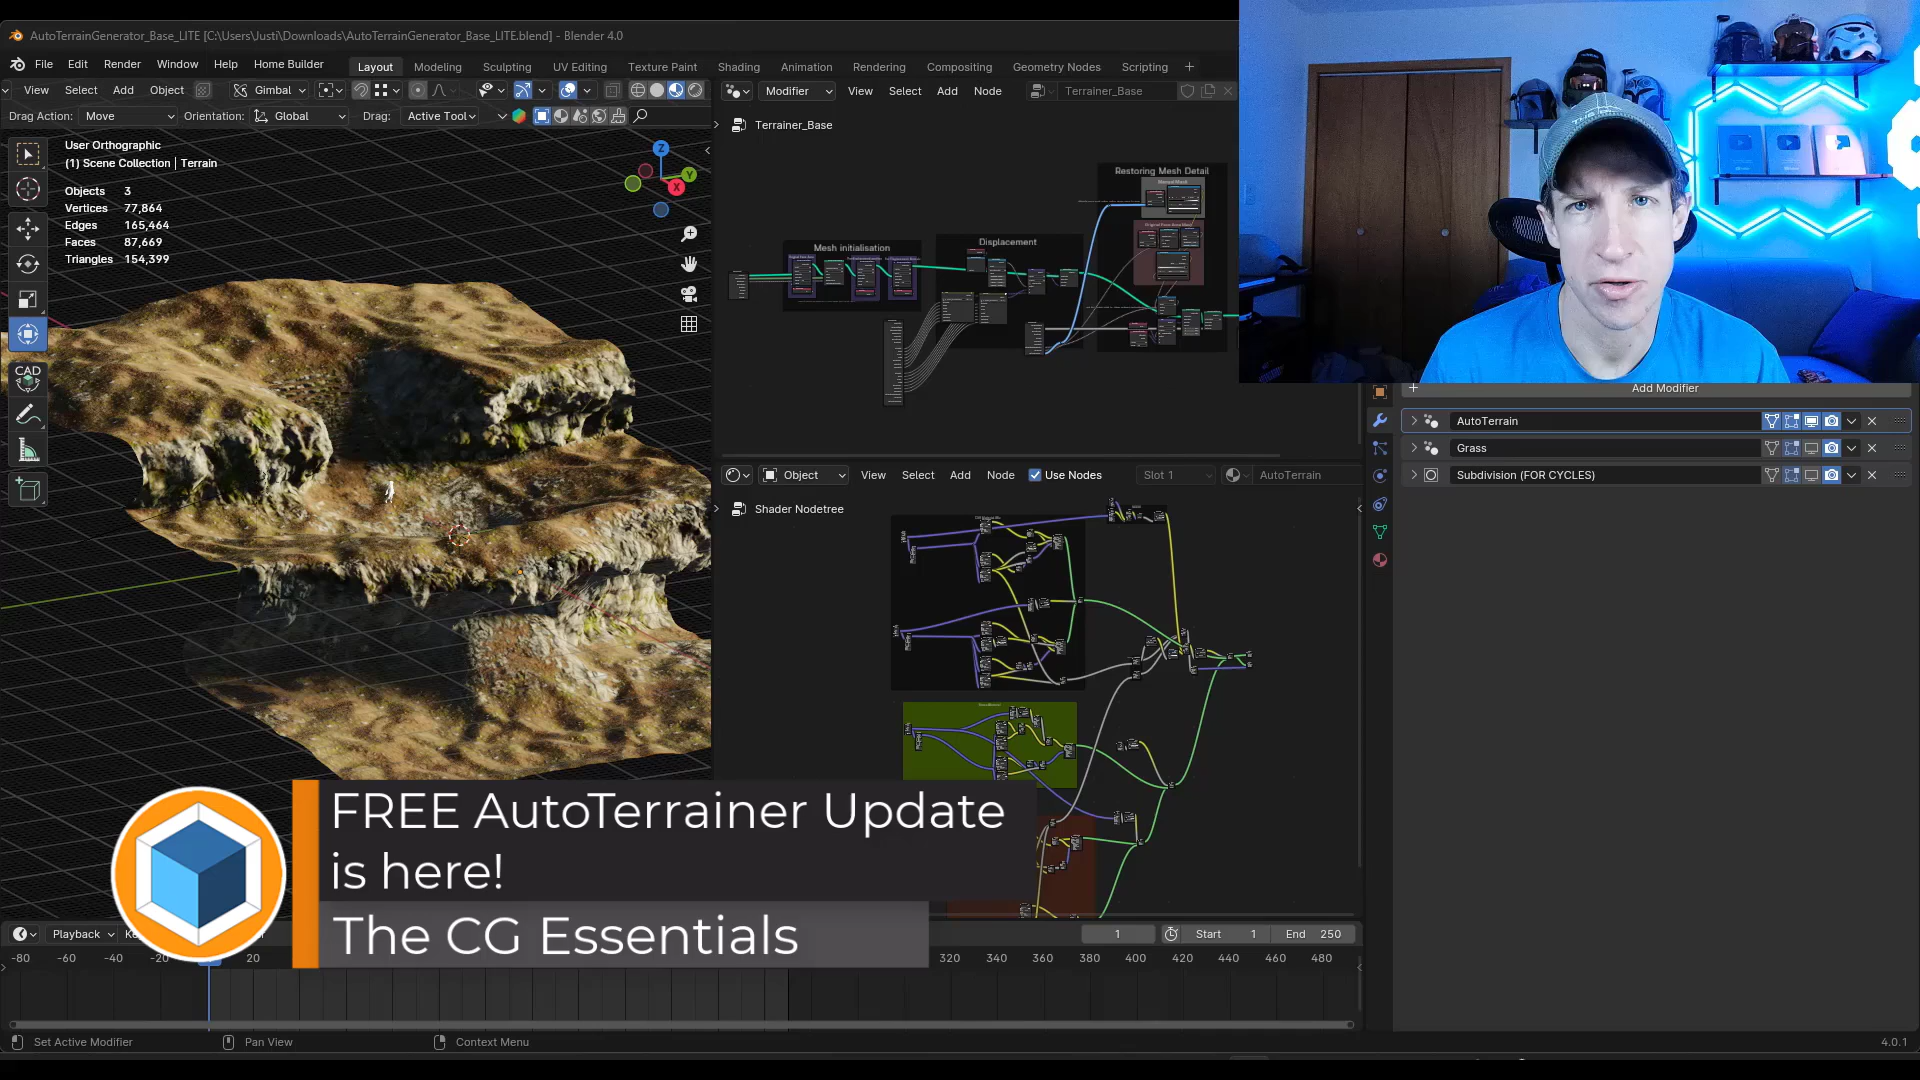 AutoTerrainGenerator_Base_LITE [C:\Users\Justi\Downloads\AutoTerrainGenerator_Base_LITE.blend] - Blender 4.0
File Edit Render Window Help Home Builder
Layout Modeling Sculpting UV Editing Texture Paint Shading Animation Rendering Compositing Geometry Nodes Scripting +
View Select Add Object Gimbal
Drag Action: Move Orientation: Global Drag: Active Tool
User Orthographic
(1) Scene Collection | Terrain
Objects 3
Vertices 77,864
Edges 165,464
Faces 87,669
Triangles 154,399
Z
Y
X
CAD
Modifier View Select Add Node Terrainer_Base
Terrainer_Base
Restoring Mesh Detail
Mesh initialisation
Displacement
Add Modifier
AutoTerrain
Grass
Subdivision (FOR CYCLES)
Object View Select Add Node Use Nodes Slot 1 AutoTerrain
Shader Nodetree
FREE AutoTerrainer Update
is here!
The CG Essentials
Playback
1 Start 1 End 250
-80 -60 -40 -20 20 320 340 360 380 400 420 440 460 480
Set Active Modifier Pan View Context Menu
4.0.1